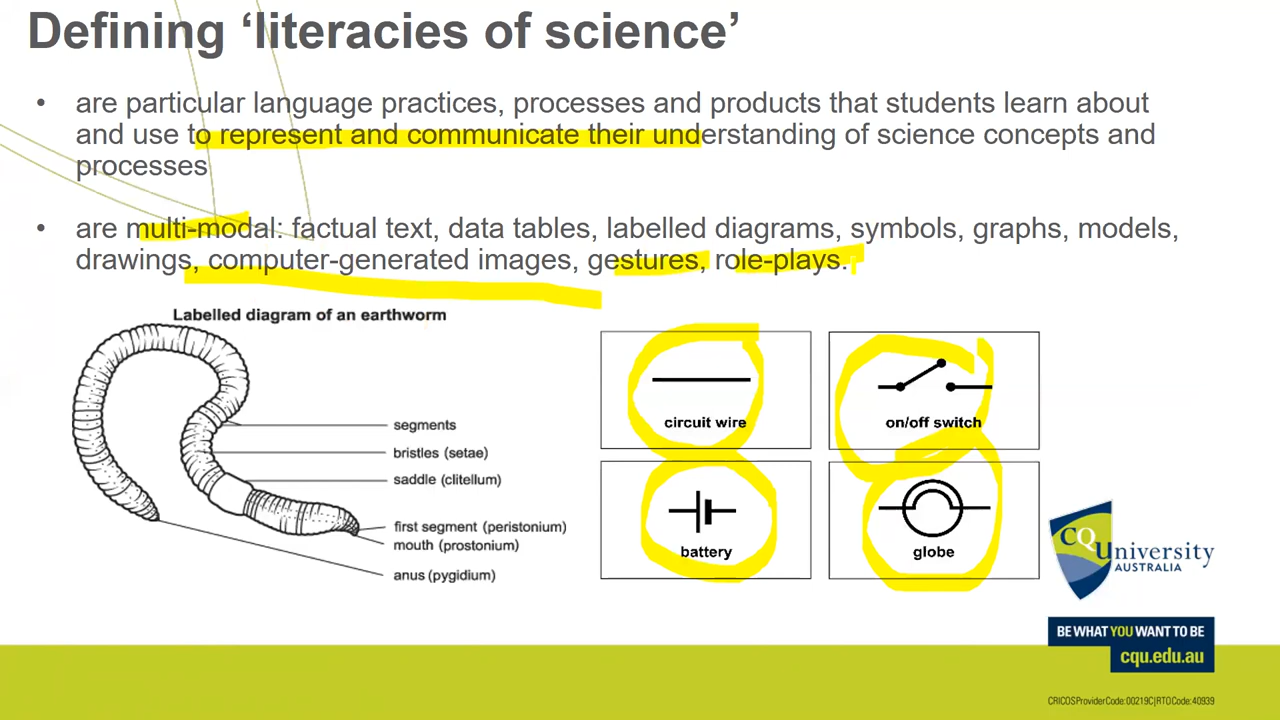 Defining ‘literacies of science’
• are particular language practices, processes and products that students learn about
and use to represent and communicate their understanding of science concepts and
processes
• are multi-modal: factual text, data tables, labelled diagrams, symbols, graphs, models,
drawings, computer-generated images, gestures, role-plays.
Labelled diagram of an earthworm
segments
bristles (setae)
saddle (clitellum)
first segment (peristonium)
mouth (prostonium)
anus (pygidium)
circuit wire
on/off switch
battery
globe
CQUniversity
AUSTRALIA
BE WHAT YOU WANT TO BE
cqu.edu.au
CRICOS Provider Code: 00219C | RTO Code: 40939